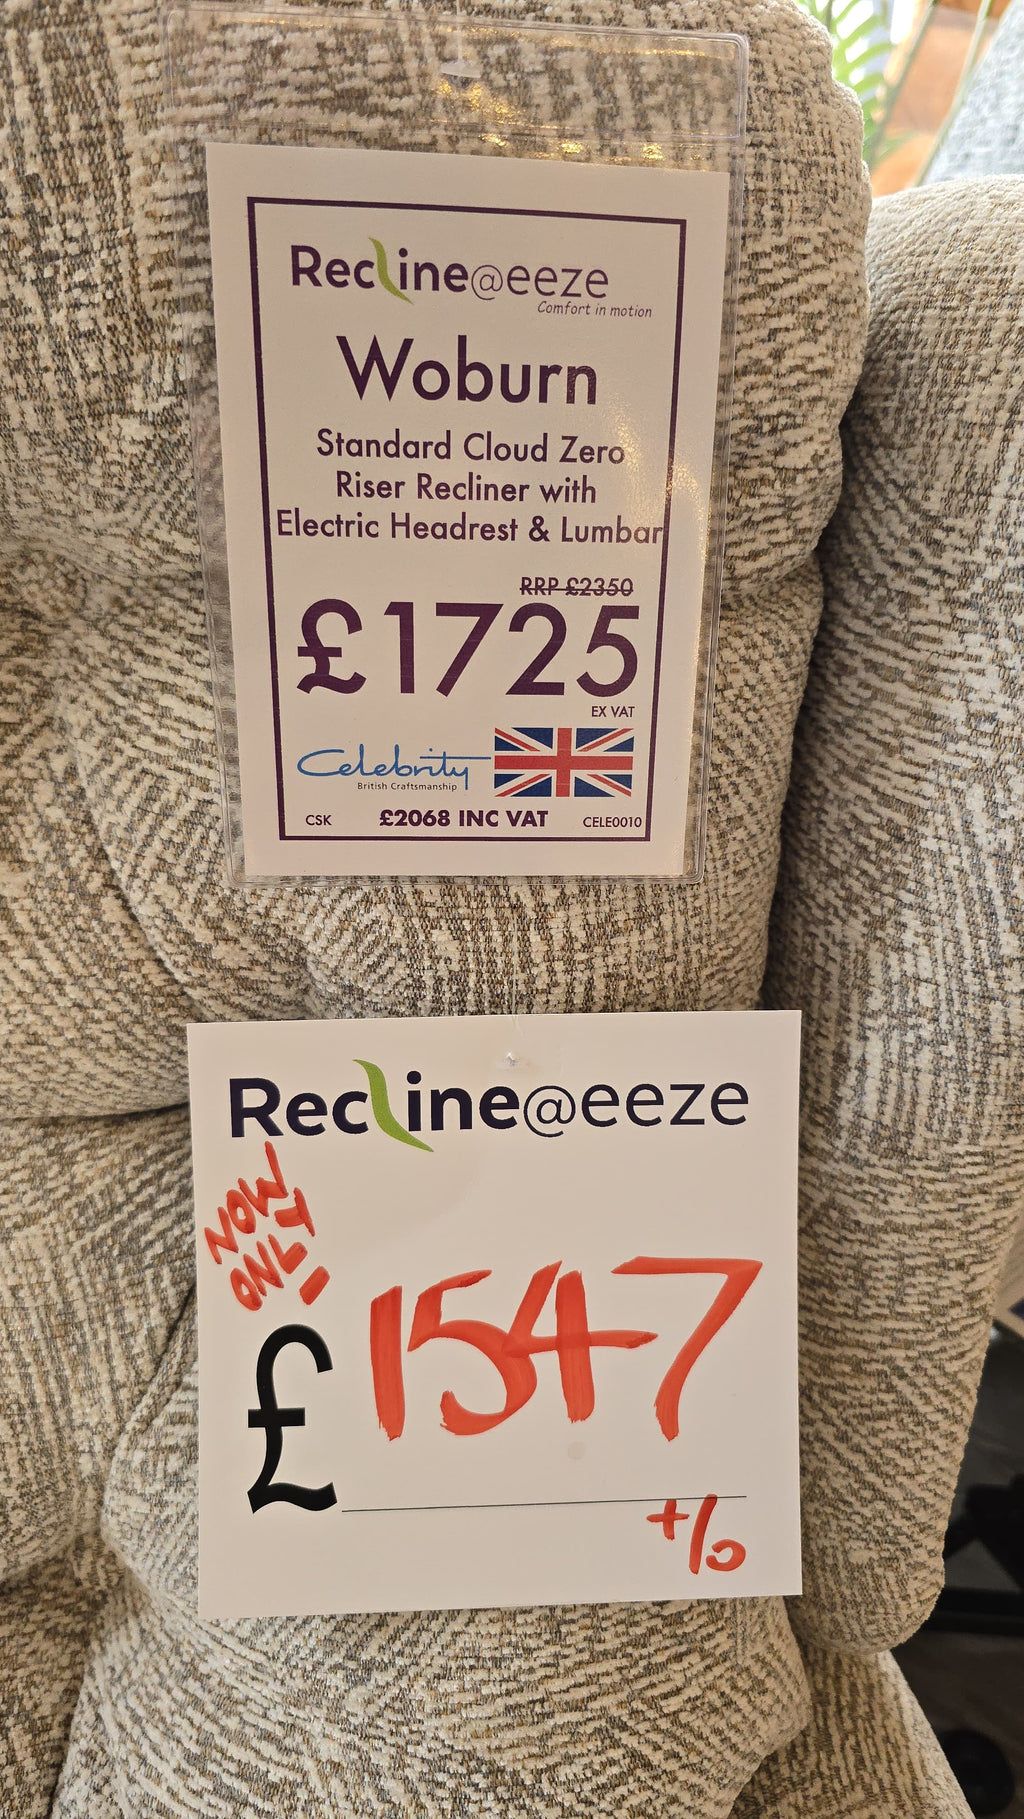 Recline@eeze
Comfort in motion
Woburn
Standard Cloud Zero
Riser Recliner with
Electric Headrest & Lumbar
RRP £2350
£1725
EX VAT
Celebrity
British Craftsmanship
CSK £2068 INC VAT CELE0010
Recline@eeze
NOW
ONLY
£1547
+/o